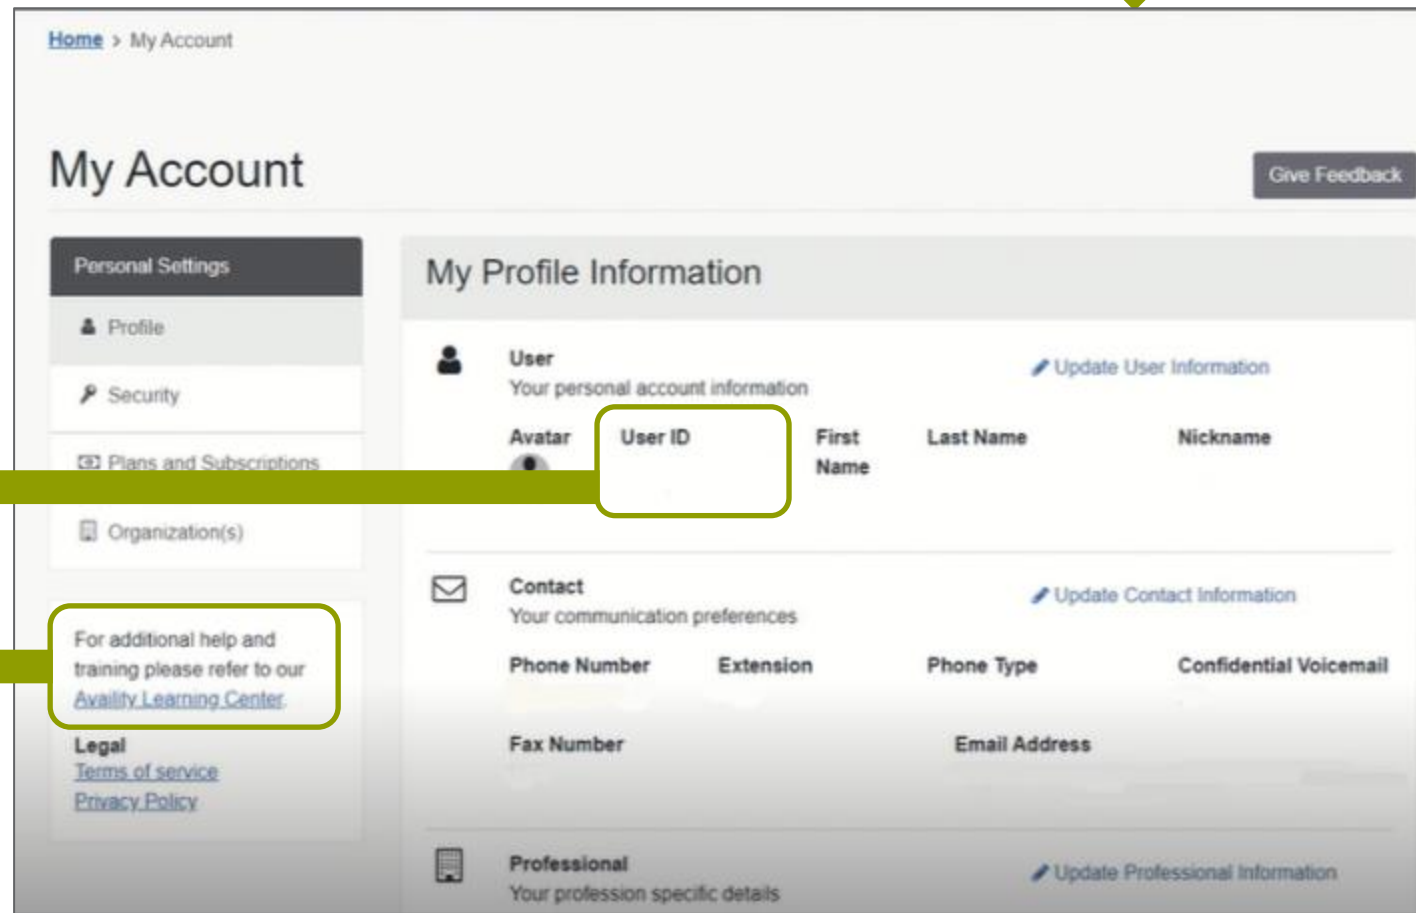 Home > My Account
My Account
Give Feedback
Personal Settings
Profile
Security
Plans and Subscriptions
Organization(s)
For additional help and
training please refer to our
Availity Learning Center.
Legal
Terms of service
Privacy Policy
My Profile Information
User
Update User Information
Your personal account information
Avatar User ID First Name Last Name Nickname
Contact
Update Contact Information
Your communication preferences
Phone Number Extension Phone Type Confidential Voicemail
Fax Number Email Address
Professional
Update Professional Information
Your profession specific details